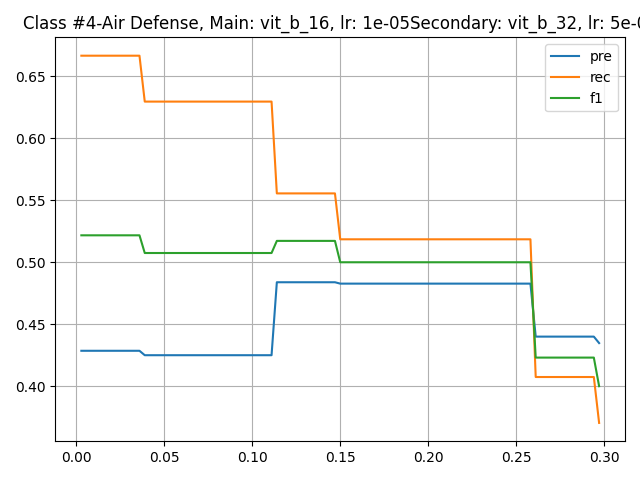 Class #4-Air Defense, Main: vit_b_16, lr: 1e-05Secondary: vit_b_32, lr: 5e-0
pre
rec
f1
0.65
0.60
0.55
0.50
0.45
0.40
0.00 0.05 0.10 0.15 0.20 0.25 0.30